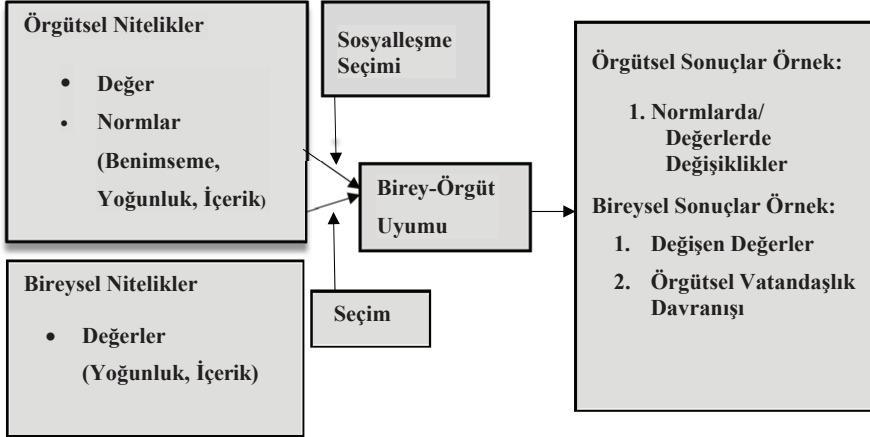 Örgütsel Nitelikler
• Değer
• Normlar
(Benimseme,
Yoğunluk, İçerik)
Sosyalleşme
Seçimi
Bireysel Nitelikler
• Değerler
(Yoğunluk, İçerik)
Seçim
Birey-Örgüt
Uyumu
Örgütsel Sonuçlar Örnek:
1. Normlarda/
Değerlerde
Değişiklikler
Bireysel Sonuçlar Örnek:
1. Değişen Değerler
2. Örgütsel Vatandaşlık
Davranışı